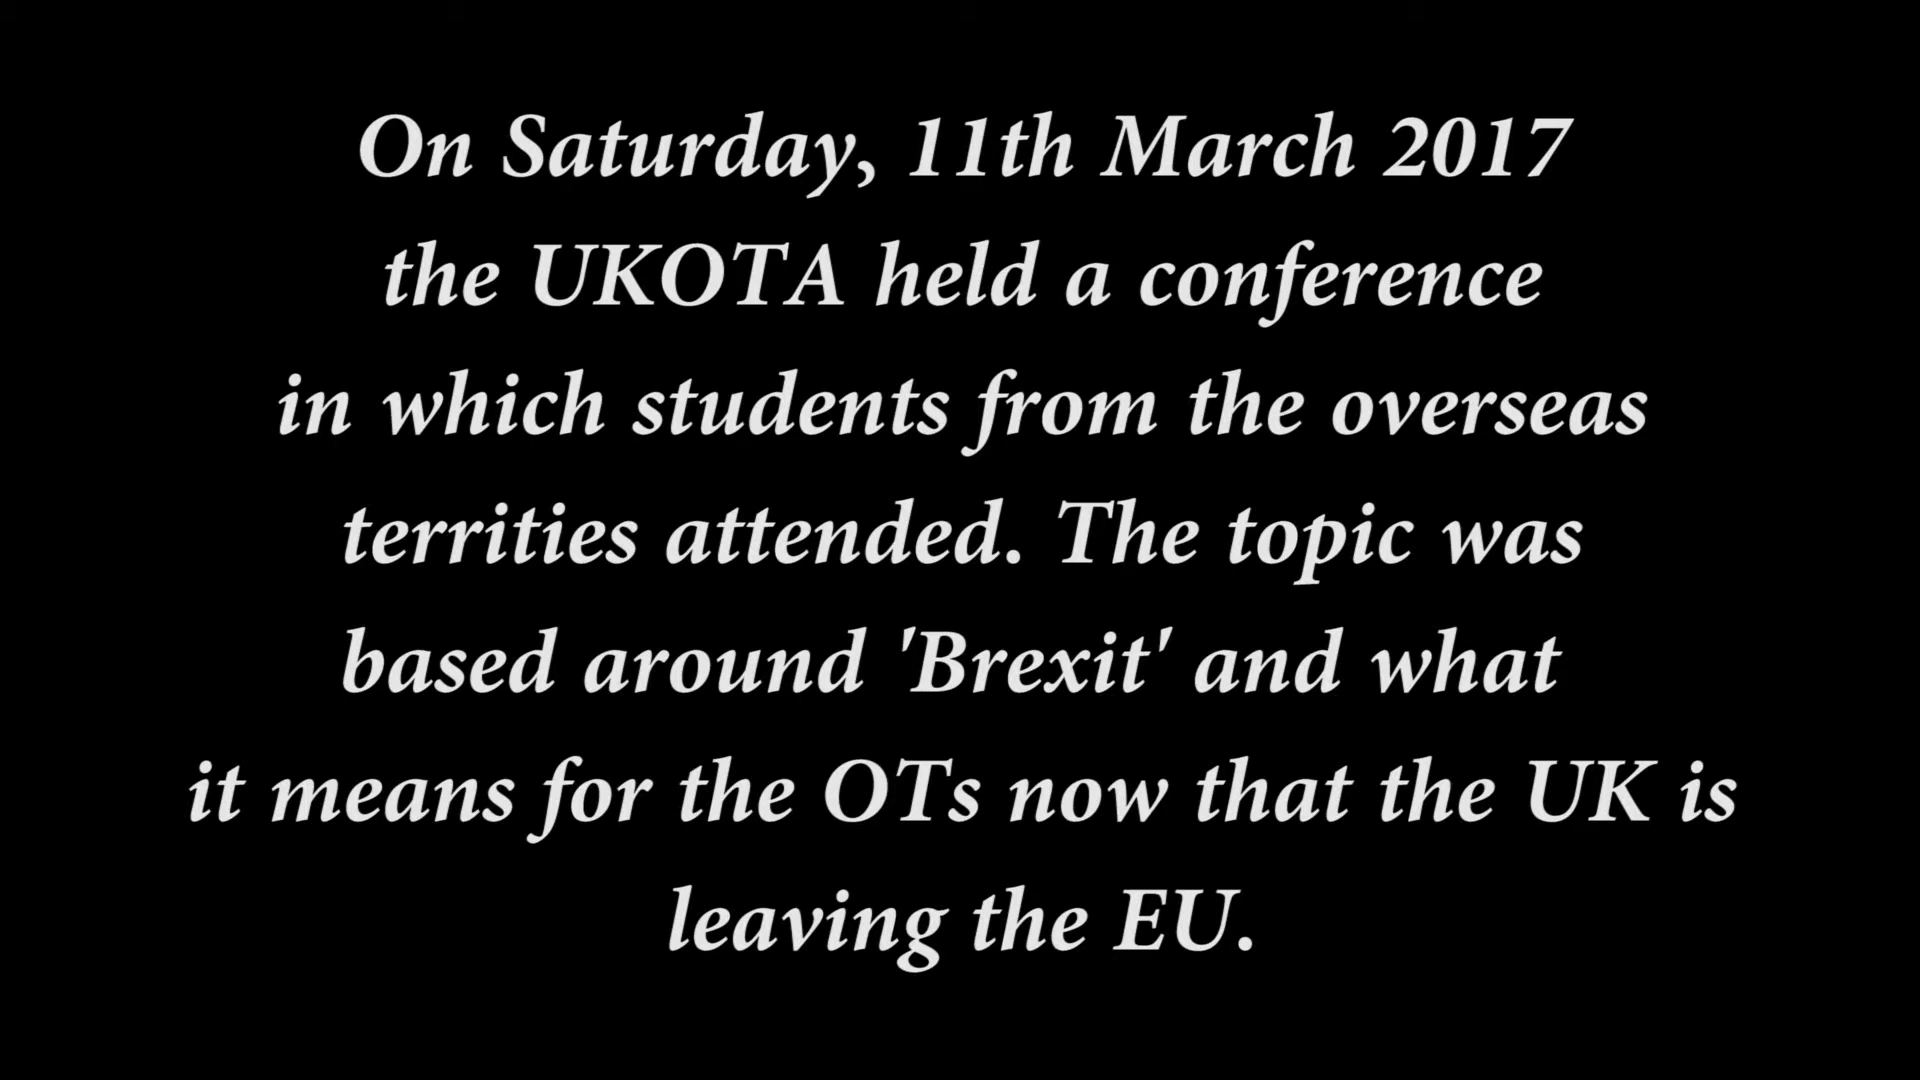 On Saturday, 11th March 2017
the UKOTA held a conference
in which students from the overseas
territies attended. The topic was
based around 'Brexit' and what
it means for the OTs now that the UK is
leaving the EU.